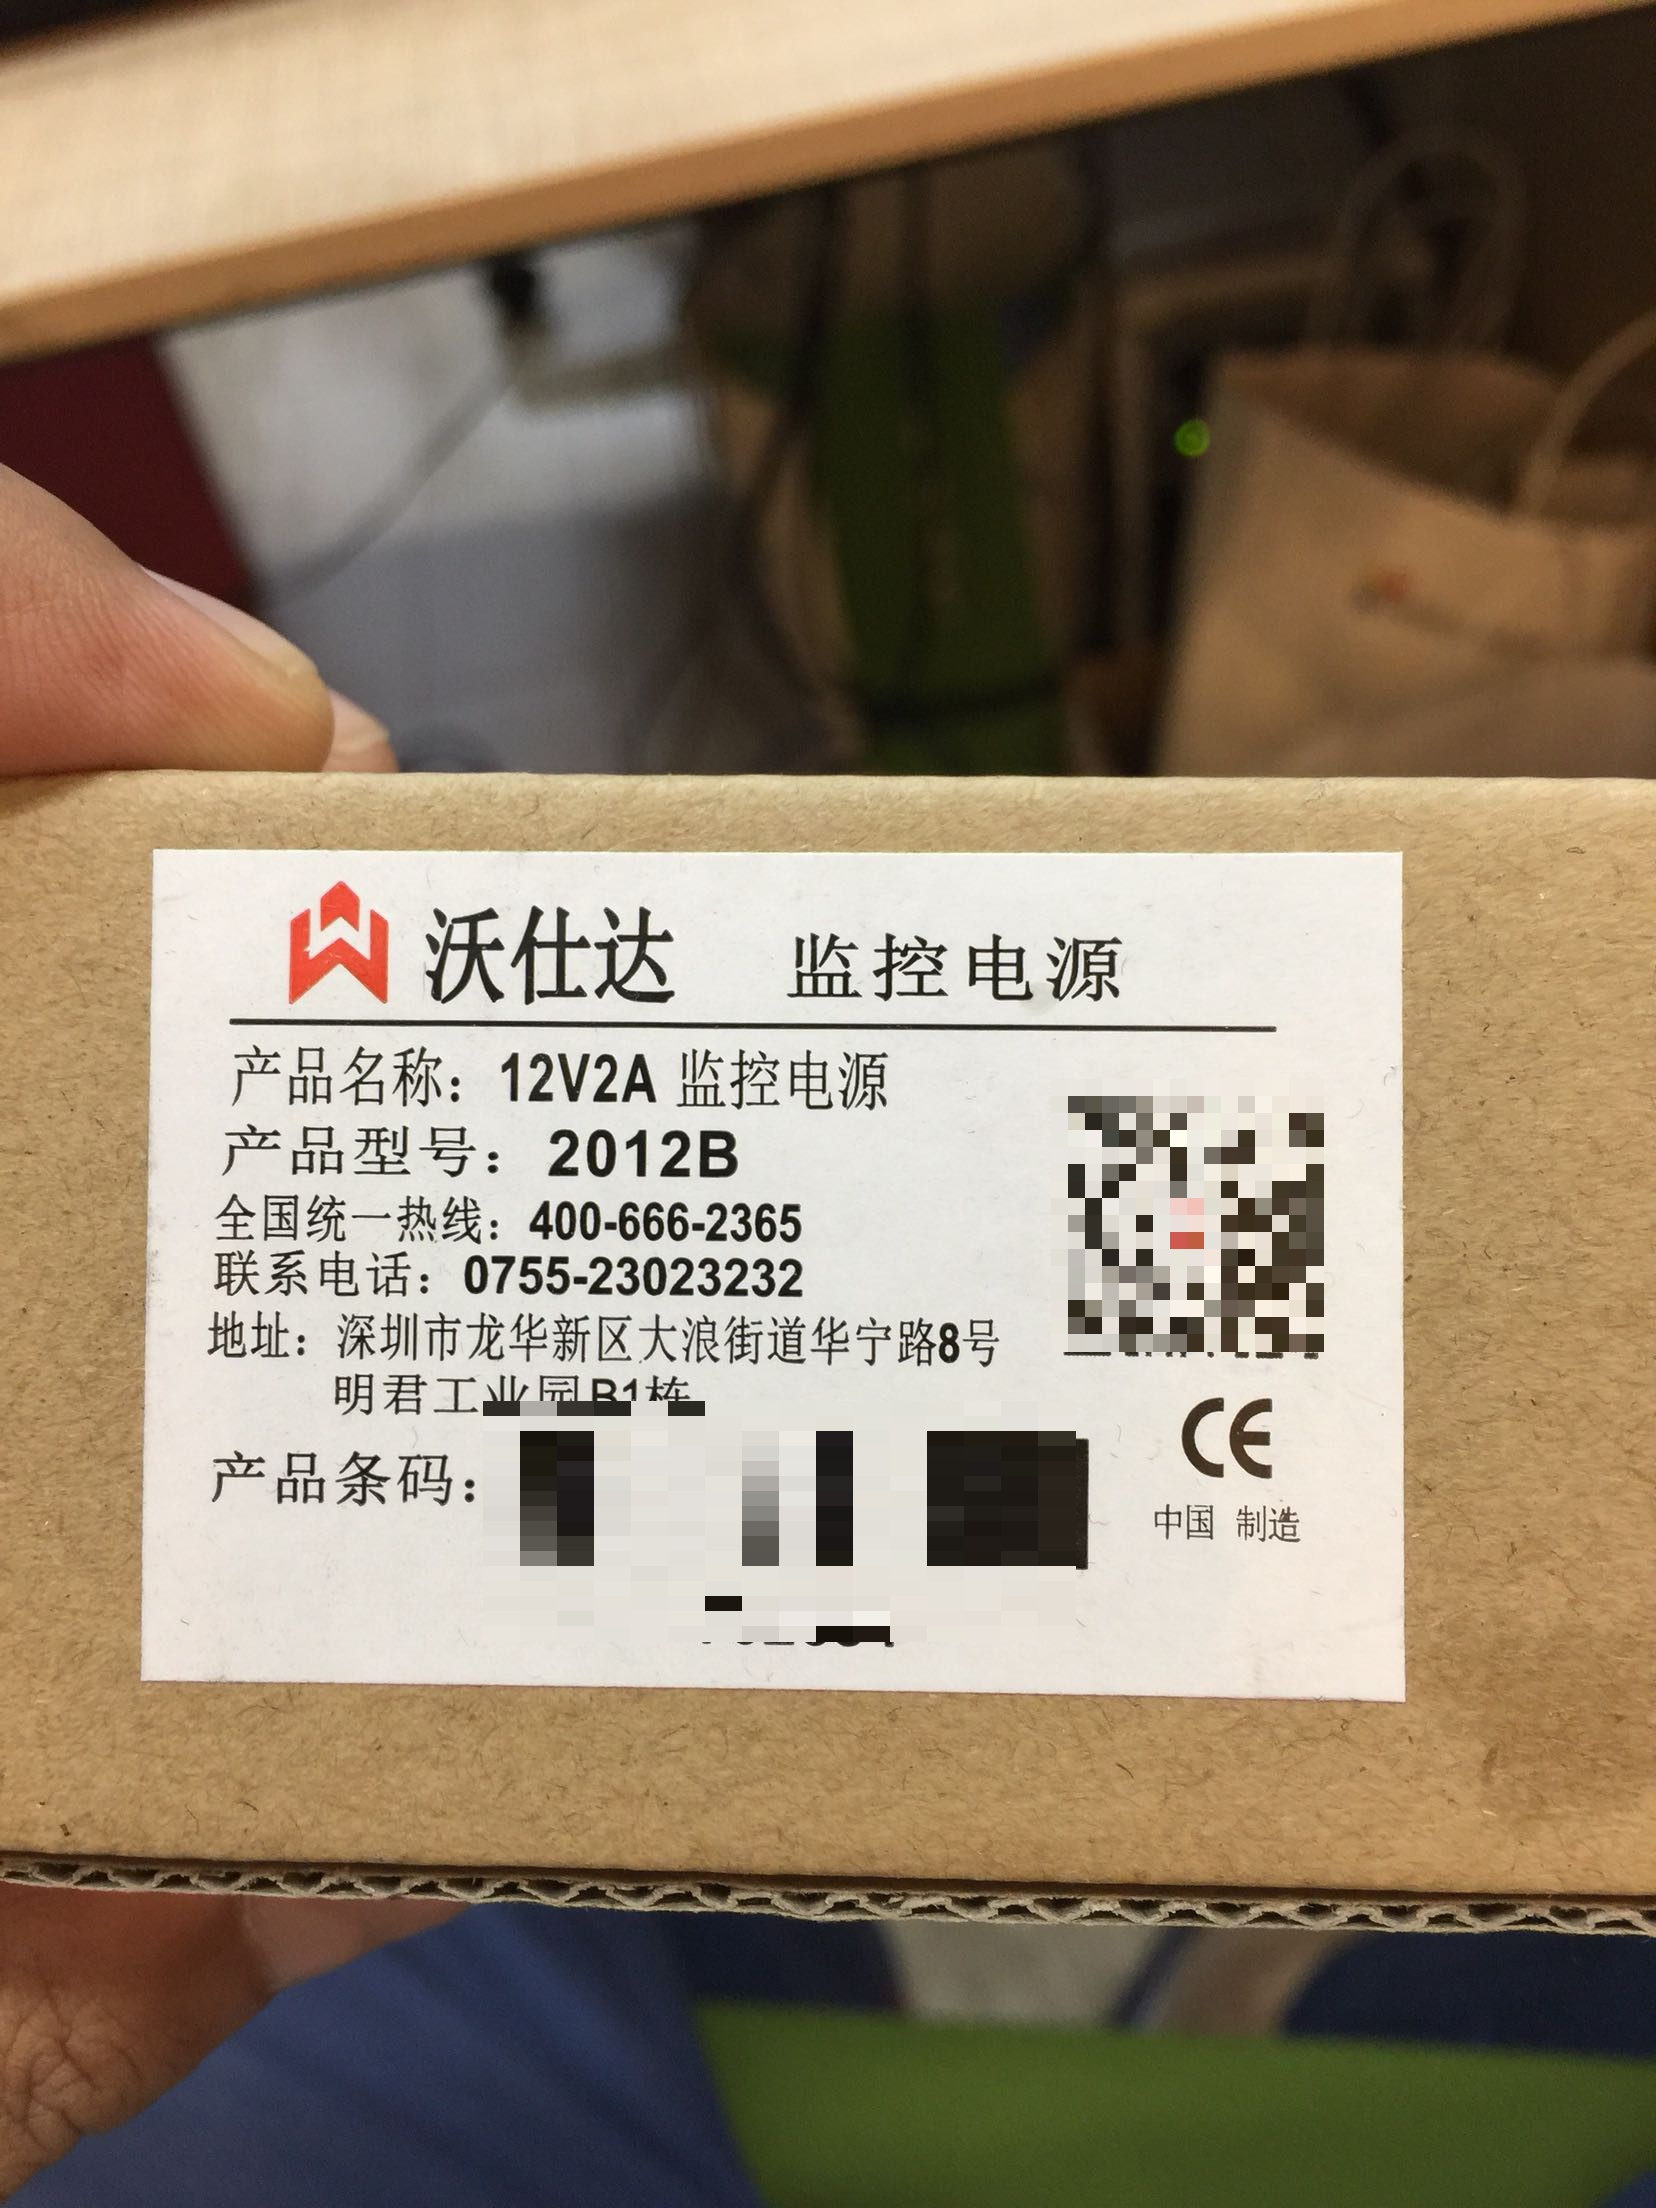 沃仕达 监控电源
产品名称：12V2A 监控电源
产品型号：2012B
全国统一热线：400-666-2365
联系电话：0755-23023232
地址：深圳市龙华新区大浪街道华宁路8号
明君工业园B1栋
产品条码：
CE
中国 制造